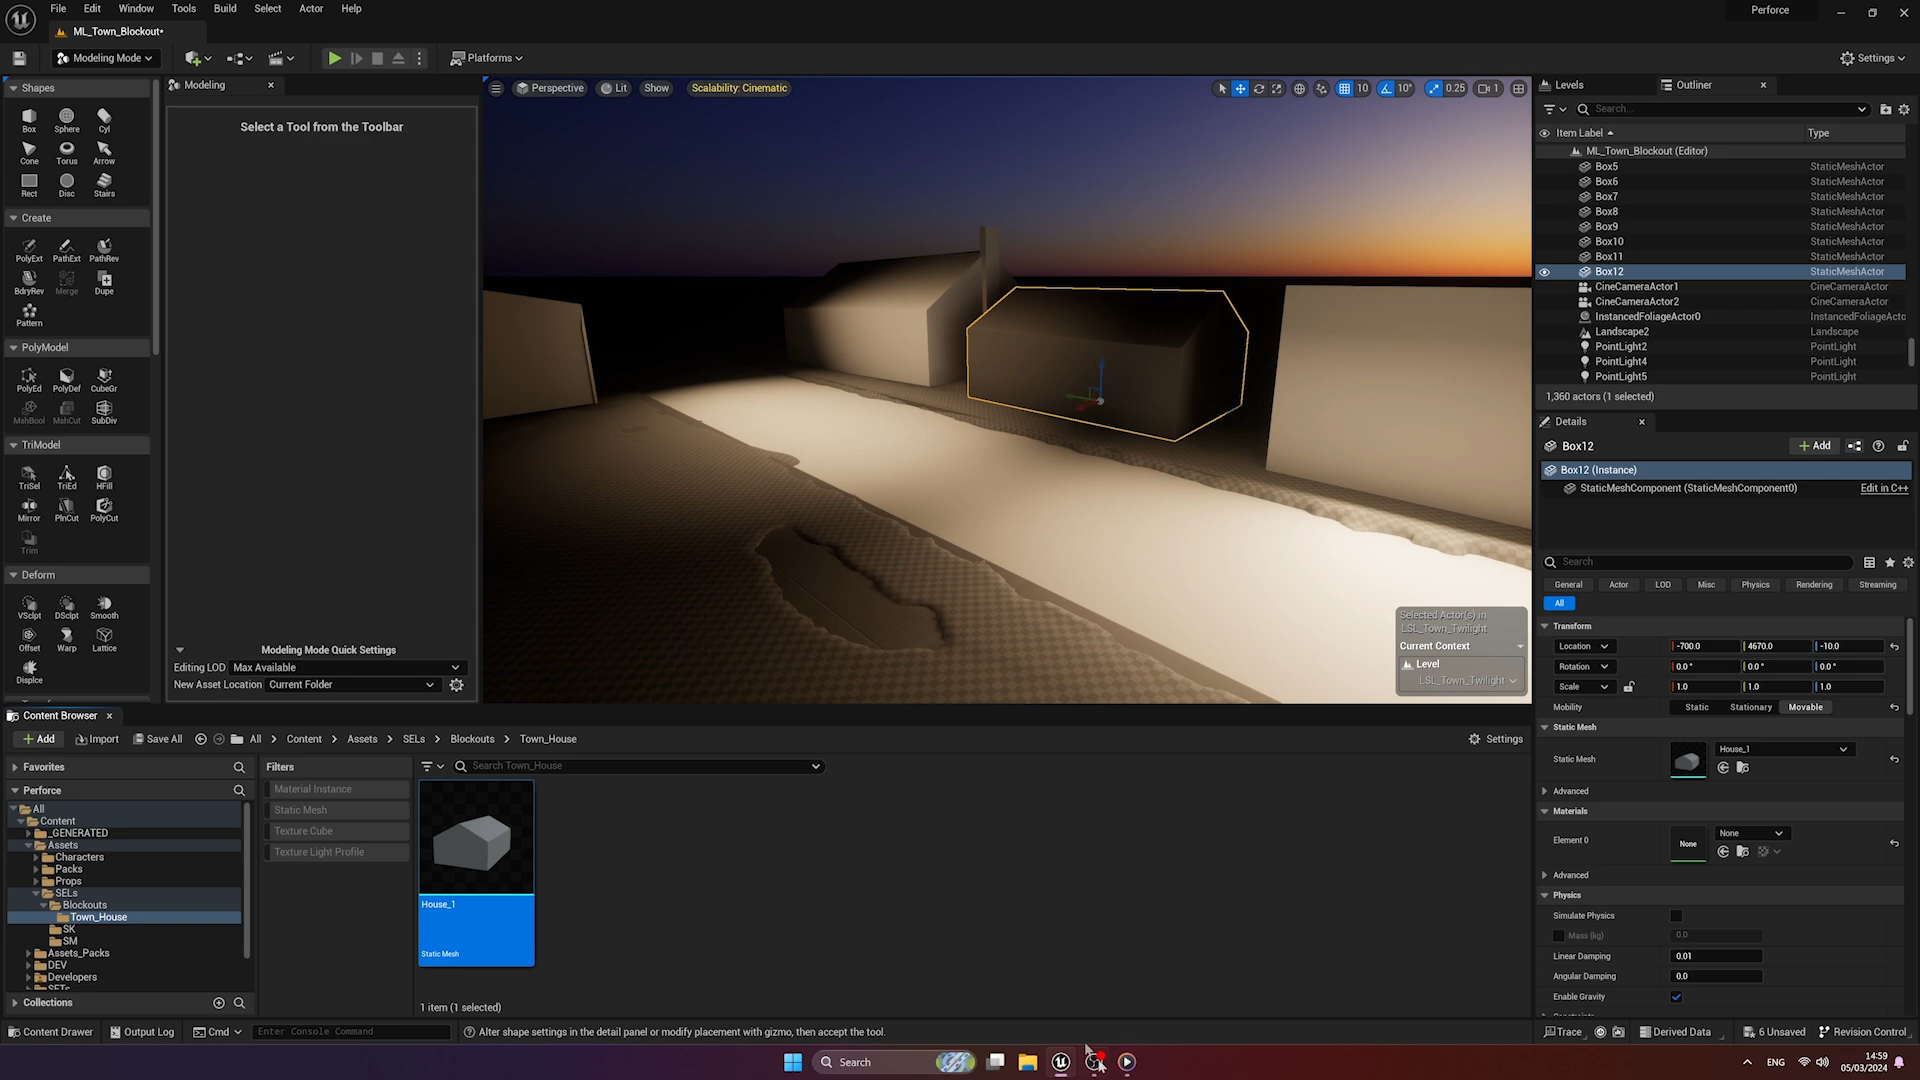 File Edit Window Tools Build Select Actor Help Perforce
ML_Town_Blockout*
Modeling Mode Platforms Settings
Shapes
Box Sphere Cyl
Cone Torus Arrow
Rect Disc Stairs
Create
PolyExt PathExt PathRev
BdryRev Merge Dupe
Pattern
PolyModel
PolyEd PolyDef CubeGr
MshBool MshCut SubDiv
TriModel
TriSel TriEd HFill
Mirror PlnCut PolyCut
Trim
Deform
VSclpt DSclpt Smooth
Offset Warp Lattice
Displce
Modeling
Select a Tool from the Toolbar
Modeling Mode Quick Settings
Editing LOD Max Available
New Asset Location Current Folder
Perspective Lit Show Scalability: Cinematic 10 10° 0.25 1
Selected Actor(s) in
LSL_Town_Twilight
Current Context
Level
LSL_Town_Twilight
Levels Outliner
Search...
Item Label Type
ML_Town_Blockout (Editor)
Box5 StaticMeshActor
Box6 StaticMeshActor
Box7 StaticMeshActor
Box8 StaticMeshActor
Box9 StaticMeshActor
Box10 StaticMeshActor
Box11 StaticMeshActor
Box12 StaticMeshActor
CineCameraActor1 CineCameraActor
CineCameraActor2 CineCameraActor
InstancedFoliageActor0 InstancedFoliageActo
Landscape2 Landscape
PointLight2 PointLight
PointLight4 PointLight
PointLight5 PointLight
1,360 actors (1 selected)
Details
Box12 Add
Box12 (Instance)
StaticMeshComponent (StaticMeshComponent0) Edit in C++
Search
General Actor LOD Misc Physics Rendering Streaming
All
Transform
Location -700.0 4670.0 -10.0
Rotation 0.0° 0.0° 0.0°
Scale 1.0 1.0 1.0
Mobility Static Stationary Movable
Static Mesh
Static Mesh House_1
Advanced
Materials
Element 0 None None
Advanced
Physics
Simulate Physics
Mass (kg) 0.0
Linear Damping 0.01
Angular Damping 0.0
Enable Gravity
Content Browser
Add Import Save All All Content Assets SELs Blockouts Town_House Settings
Favorites
Perforce
All
Content
_GENERATED
Assets
Characters
Packs
Props
SELs
Blockouts
Town_House
SK
SM
Assets_Packs
DEV
Developers
SETs
Collections
Filters
Material Instance
Static Mesh
Texture Cube
Texture Light Profile
Search Town_House
House_1
Static Mesh
1 item (1 selected)
Content Drawer Output Log Cmd Enter Console Command Alter shape settings in the detail panel or modify placement with gizmo, then accept the tool. Trace Derived Data 6 Unsaved Revision Control
Search ENG 14:59
05/03/2024